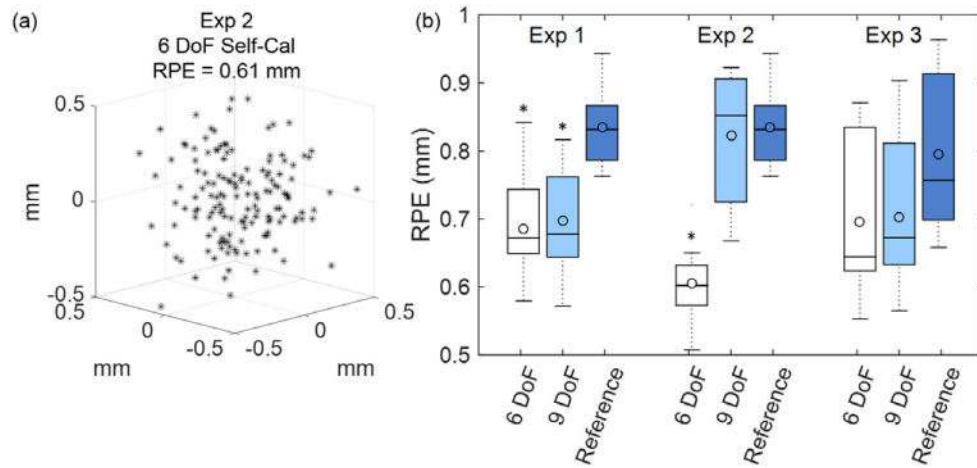 (a)
Exp 2
6 DoF Self-Cal
RPE = 0.61 mm
0.5
0
-0.5
mm
0.5
0
-0.5
mm
-0.5
0
0.5
mm
(b)
1
0.9
0.8
0.7
0.6
0.5
RPE (mm)
Exp 1
Exp 2
Exp 3
*
*
*
6 DoF
9 DoF
Reference
6 DoF
9 DoF
Reference
6 DoF
9 DoF
Reference